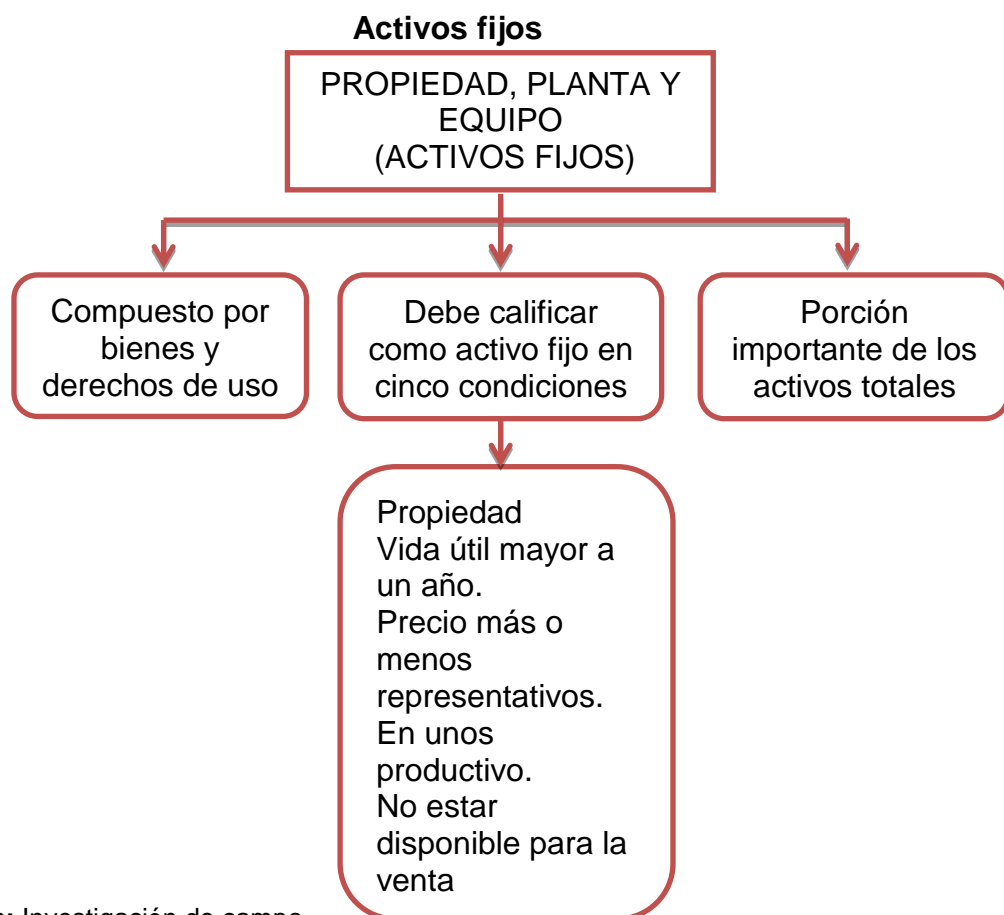 Activos fijos
PROPIEDAD, PLANTA Y
EQUIPO
(ACTIVOS FIJOS)
Compuesto por
bienes y
derechos de uso
Debe calificar
como activo fijo en
cinco condiciones
Porción
importante de los
activos totales
Propiedad
Vida útil mayor a
un año.
Precio más o
menos
representativos.
En unos
productivo.
No estar
disponible para la
venta
: Investigación de campo